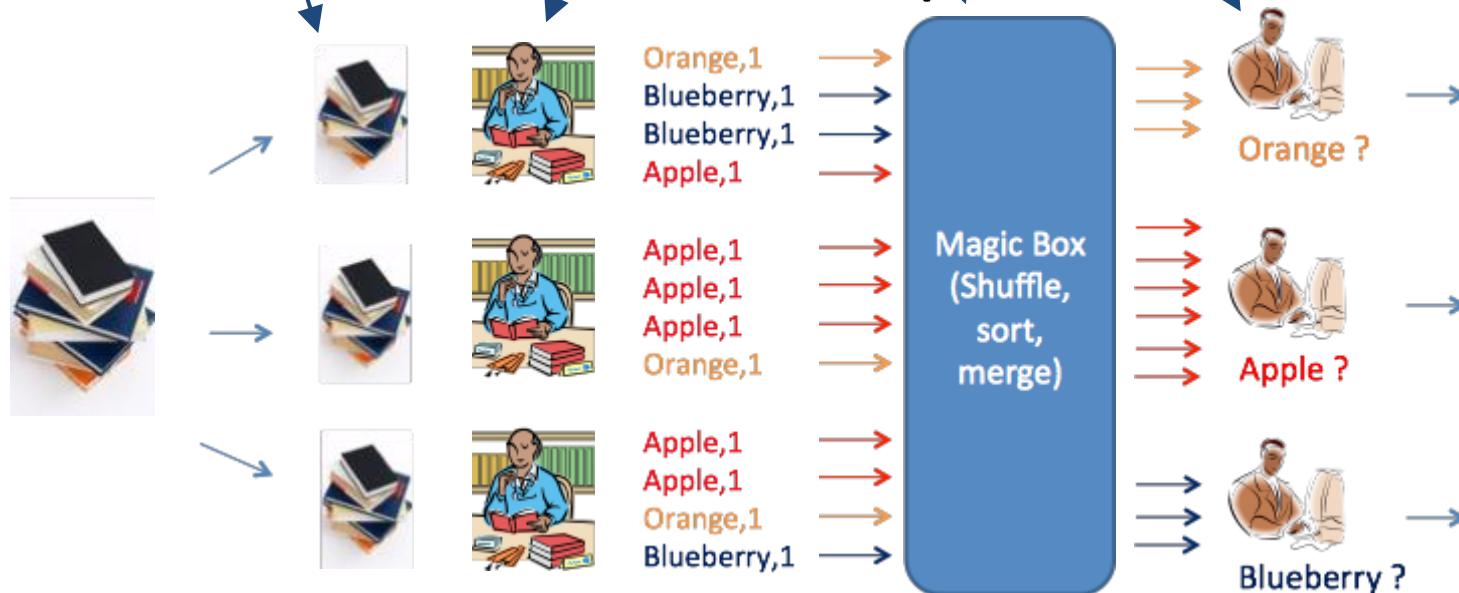 Orange,1
Blueberry,1
Blueberry,1
Apple,1
Apple,1
Apple,1
Apple,1
Orange,1
Apple,1
Apple,1
Orange,1
Blueberry,1
Magic Box
(Shuffle,
sort,
merge)
Orange ?
Apple ?
Blueberry ?